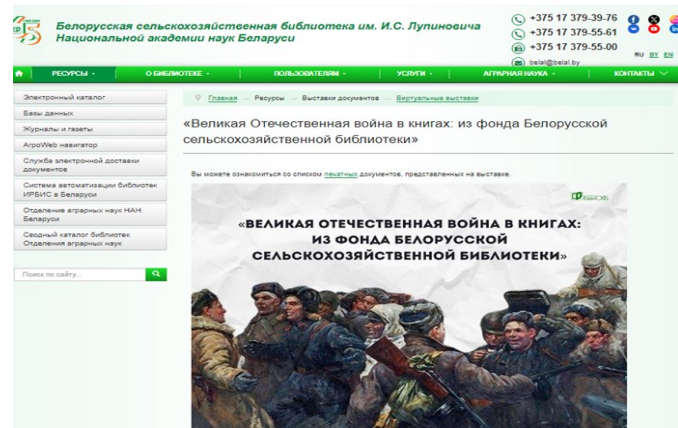 Белорусская сельскохозяйственная библиотека им. И.С. Лупиновича
Национальной академии наук Беларуси
+375 17 379-39-76
+375 17 379-55-61
+375 17 379-55-00
belal@belal.by
RU BY EN
РЕСУРСЫ
О БИБЛИОТЕКЕ
ПОЛЬЗОВАТЕЛЯМ
УСЛУГИ
АГРАРНАЯ НАУКА
КОНТАКТЫ
Электронный каталог
Базы данных
Журналы и газеты
АгроWeb навигатор
Служба электронной доставки
документов
Система автоматизации библиотек
ИРБИС в Беларуси
Отделение аграрных наук НАН
Беларуси
Сводный каталог библиотек
Отделения аграрных наук
Поиск по сайту...
Главная — Ресурсы — Выставки документов — Виртуальные выставки
«Великая Отечественная война в книгах: из фонда Белорусской
сельскохозяйственной библиотеки»
Вы можете ознакомиться со списком печатных документов, представленных на выставке.
«ВЕЛИКАЯ ОТЕЧЕСТВЕННАЯ ВОЙНА В КНИГАХ:
ИЗ ФОНДА БЕЛОРУССКОЙ
СЕЛЬСКОХОЗЯЙСТВЕННОЙ БИБЛИОТЕКИ»